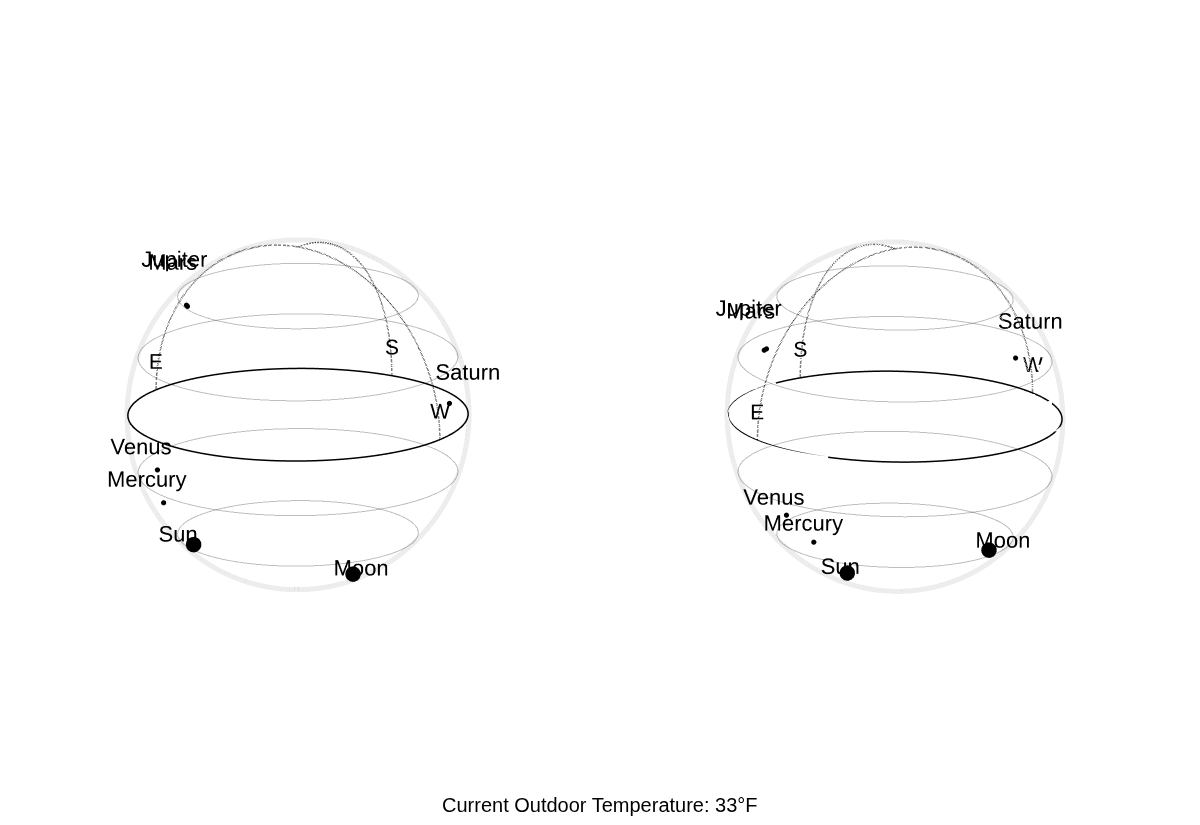 Jupiter
Mars
E
S
Saturn
W
Venus
Mercury
Sun
Moon
Jupiter
Mars
S
Saturn
W
E
Venus
Mercury
Sun
Moon
Current Outdoor Temperature: 33°F